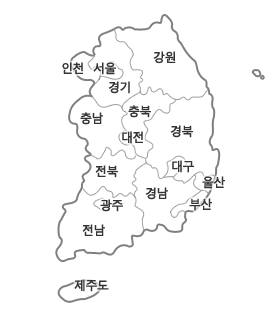 강원
인천 서울
경기
충북
충남
대전 경북
전북 대구
울산
경남
광주 부산
전남
제주도